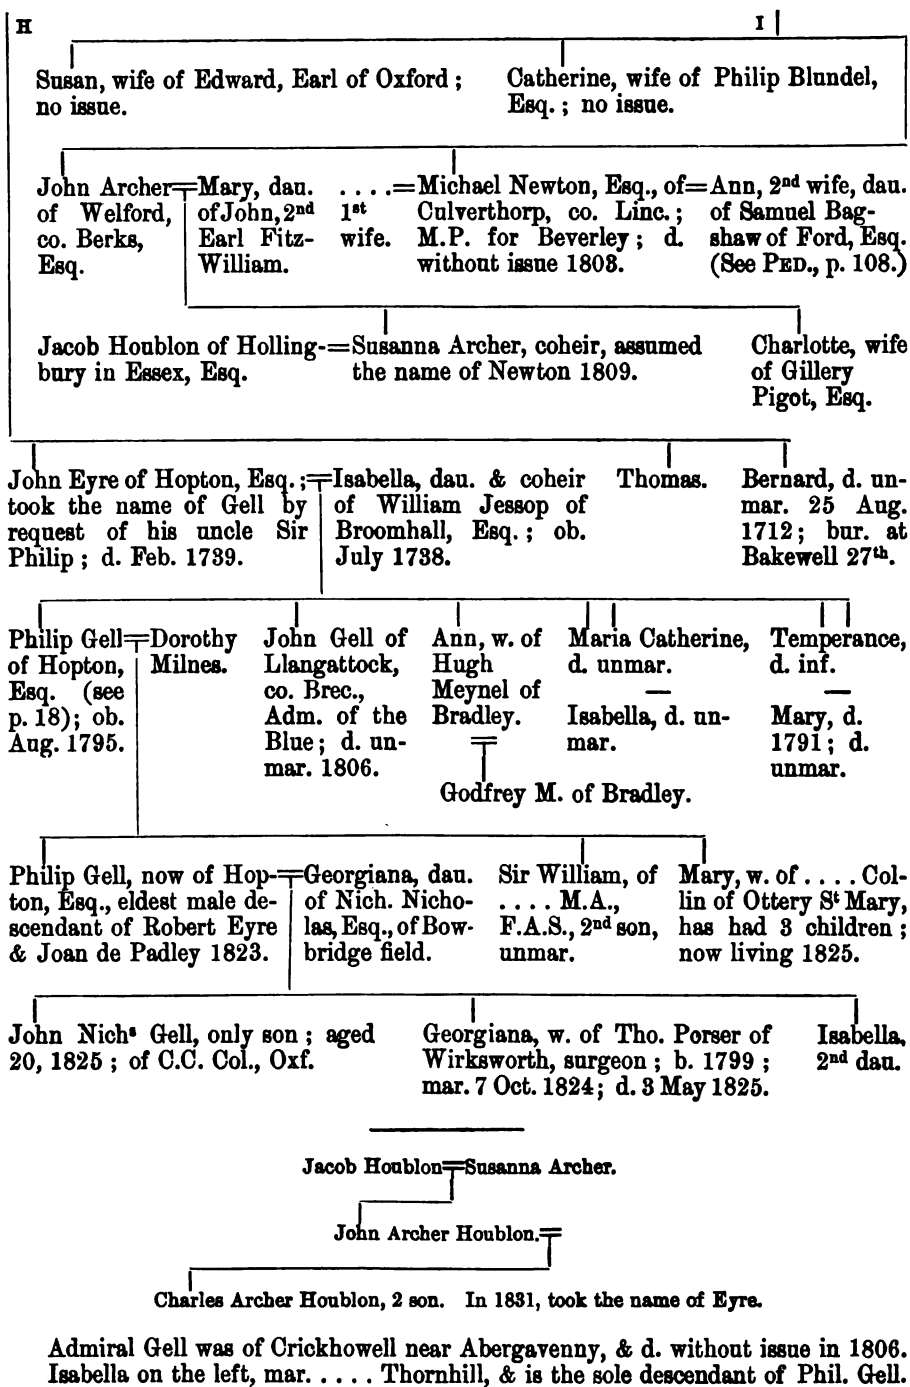 H I
Susan, wife of Edward, Earl of Oxford ;
no issue.
Catherine, wife of Philip Blundel,
Esq. ; no issue.
John Archer
of Welford,
co. Berks,
Esq.
=Mary, dau.
of John, 2nd
Earl Fitz-
William.
. . . .
1st
wife.
=Michael Newton, Esq., of
Culverthorp, co. Linc. ;
M.P. for Beverley ; d.
without issue 1803.
=Ann, 2nd wife, dau.
of Samuel Bag-
shaw of Ford, Esq.
(See PED., p. 108.)
Jacob Houblon of Holling-
bury in Essex, Esq.
=Susanna Archer, coheir, assumed
the name of Newton 1809.
Charlotte, wife
of Gillery
Pigot, Esq.
John Eyre of Hopton, Esq. ;
took the name of Gell by
request of his uncle Sir
Philip ; d. Feb. 1739.
=Isabella, dau. & coheir
of William Jessop of
Broomhall, Esq. ; ob.
July 1738.
Thomas.
Bernard, d. un-
mar. 25 Aug.
1712 ; bur. at
Bakewell 27th.
Philip Gell
of Hopton,
Esq. (see
p. 18); ob.
Aug. 1795.
=Dorothy
Milnes.
John Gell of
Llangattock,
co. Brec.,
Adm. of the
Blue ; d. un-
mar. 1806.
Ann, w. of
Hugh
Meynel of
Bradley.
=
Godfrey M. of Bradley.
Maria Catherine,
d. unmar.
—
Isabella, d. un-
mar.
Temperance,
d. inf.
—
Mary, d.
1791 ; d.
unmar.
Philip Gell, now of Hop-
ton, Esq., eldest male de-
scendant of Robert Eyre
& Joan de Padley 1823.
=Georgiana, dau.
of Nich. Nicho-
las, Esq., of Bow-
bridge field.
Sir William, of
. . . . M.A.,
F.A.S., 2nd son,
unmar.
Mary, w. of . . . . Col-
lin of Ottery St Mary,
has had 3 children ;
now living 1825.
John Nichs Gell, only son ; aged
20, 1825 ; of C.C. Col., Oxf.
Georgiana, w. of Tho. Porser of
Wirksworth, surgeon ; b. 1799 ;
mar. 7 Oct. 1824 ; d. 3 May 1825.
Isabella,
2nd dau.
Jacob Houblon=Susanna Archer.
John Archer Houblon.=
Charles Archer Houblon, 2 son. In 1831, took the name of Eyre.
Admiral Gell was of Crickhowell near Abergavenny, & d. without issue in 1806.
Isabella on the left, mar. . . . . . Thornhill, & is the sole descendant of Phil. Gell.